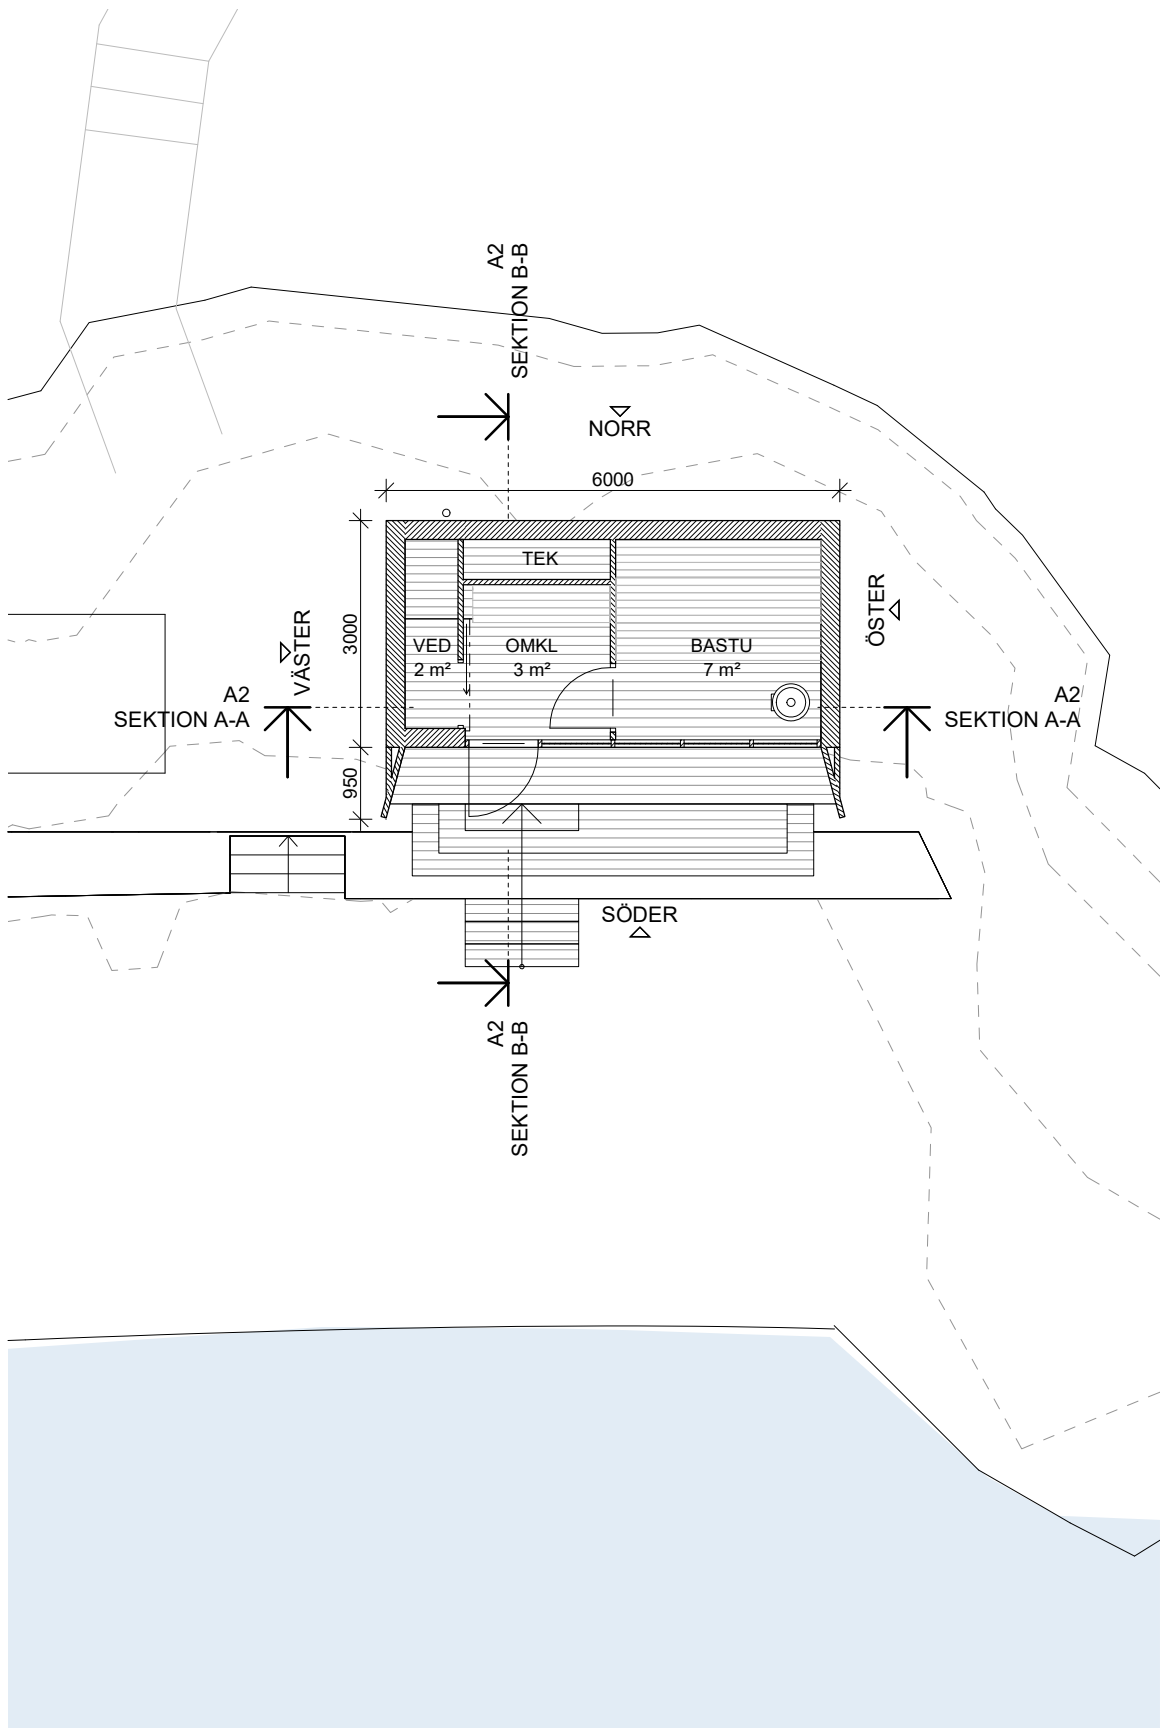 A2
SEKTION B-B
NORR
6000
TEK
ÖSTER
3000
VÄSTER
VED
2 m²
OMKL
3 m²
BASTU
7 m²
A2
SEKTION A-A
A2
SEKTION A-A
950
SÖDER
A2
SEKTION B-B